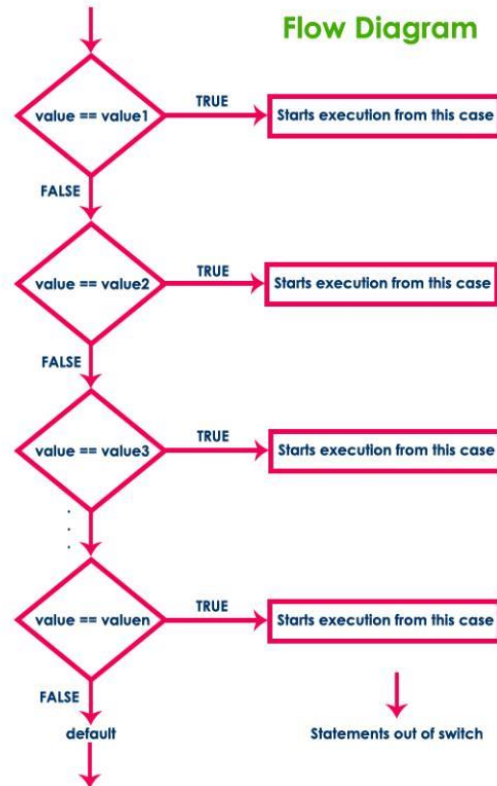 Flow Diagram
value == value1
TRUE
Starts execution from this case
FALSE
value == value2
TRUE
Starts execution from this case
FALSE
value == value3
TRUE
Starts execution from this case
.
.
.
value == valuen
TRUE
Starts execution from this case
FALSE
default
Statements out of switch